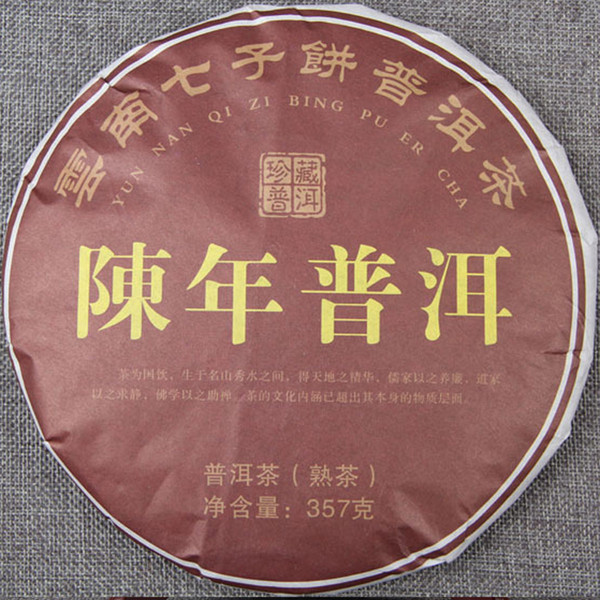 雲南七子餅普洱茶
YUN NAN QI ZI BING PU ER CHA
珍藏
普洱
陳年普洱
茶为国饮，生于名山秀水之间，得天地之精华，儒家以之养廉，道家
以之求静，佛学以之助禅。茶的文化内涵已超出其本身的物质层面。
普洱茶（熟茶）
净含量：357克